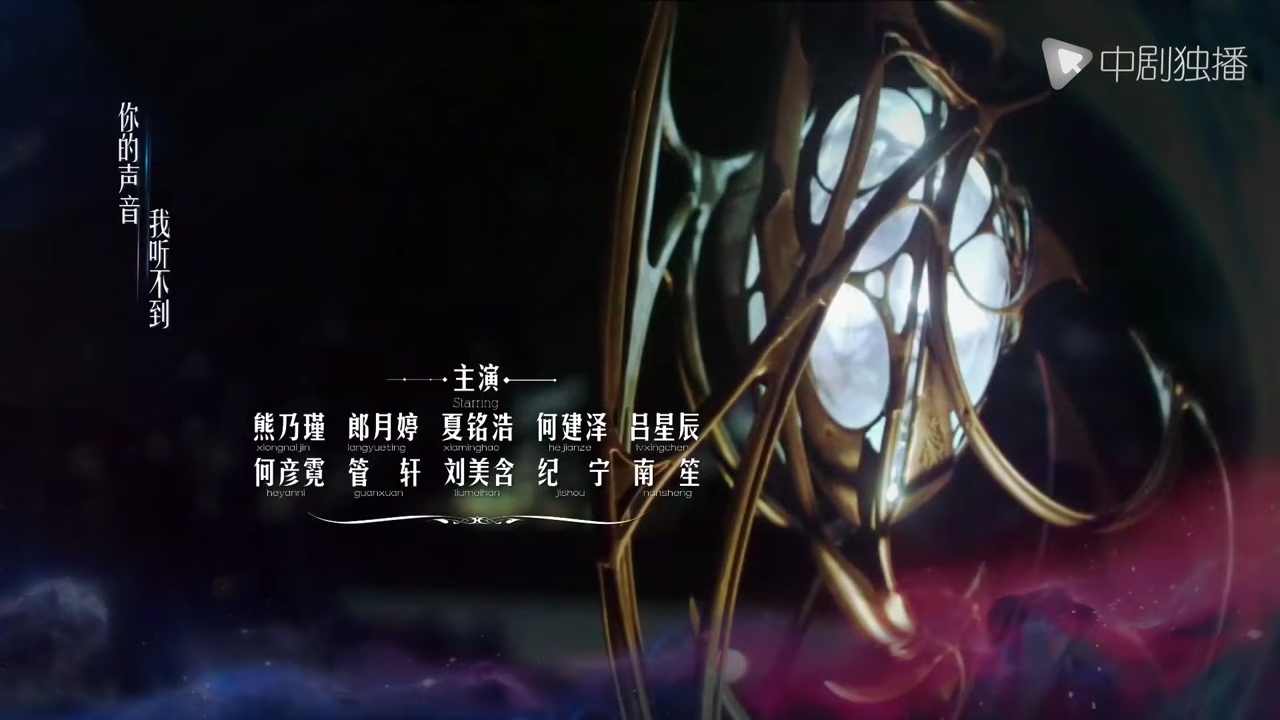 中剧独播
你的声音
我听不到
主演
Starring
熊乃瑾 郎月婷 夏铭浩 何建泽 吕星辰
xiongnaijin langyueting xiaminghao hejianze lvxingchen
何彦霓 管轩 刘美含 纪宁 南笙
heyanni guanxuan liumeihan jishou nansheng